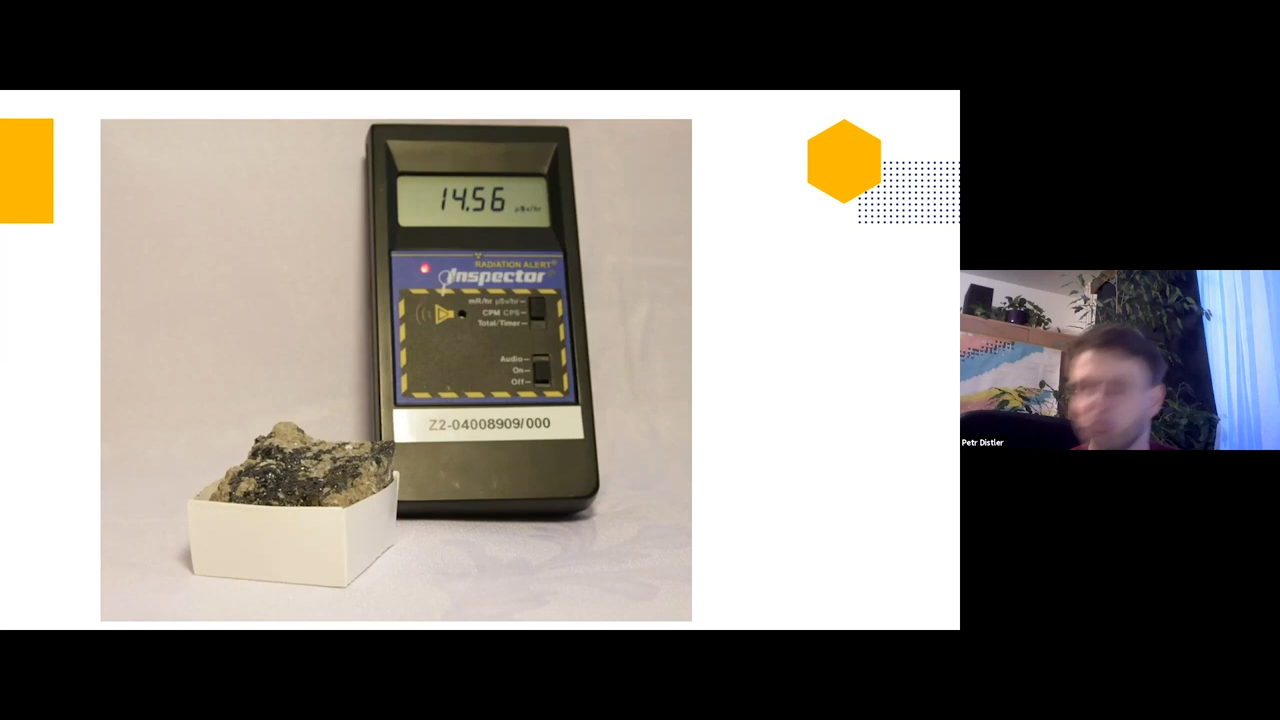 14.56 µSv/hr
RADIATION ALERT®
Inspector
mR/hr µSv/hr
CPM CPS
Total/Timer
Audio
On
Off
Z2-04008909/000
Petr Distler